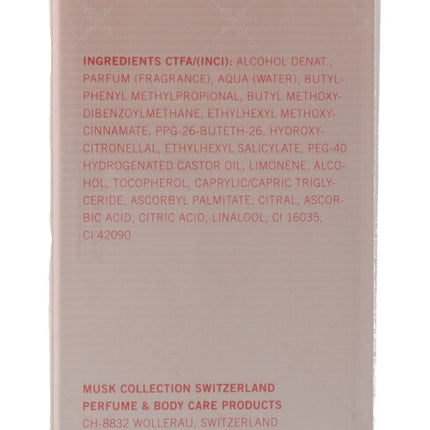 INGREDIENTS CTFA/(INCI): ALCOHOL DENAT.,
PARFUM (FRAGRANCE), AQUA (WATER), BUTYL-
PHENYL METHYLPROPIONAL, BUTYL METHOXY-
DIBENZOYLMETHANE, ETHYLHEXYL METHOXY-
CINNAMATE, PPG-26-BUTETH-26, HYDROXY-
CITRONELLAL, ETHYLHEXYL SALICYLATE, PEG-40
HYDROGENATED CASTOR OIL, LIMONENE, ALCO-
HOL, TOCOPHEROL, CAPRYLIC/CAPRIC TRIGLY-
CERIDE, ASCORBYL PALMITATE, CITRAL, ASCOR-
BIC ACID, CITRIC ACID, LINALOOL, CI 16035,
CI 42090
MUSK COLLECTION SWITZERLAND
PERFUME & BODY CARE PRODUCTS
CH-8832 WOLLERAU, SWITZERLAND